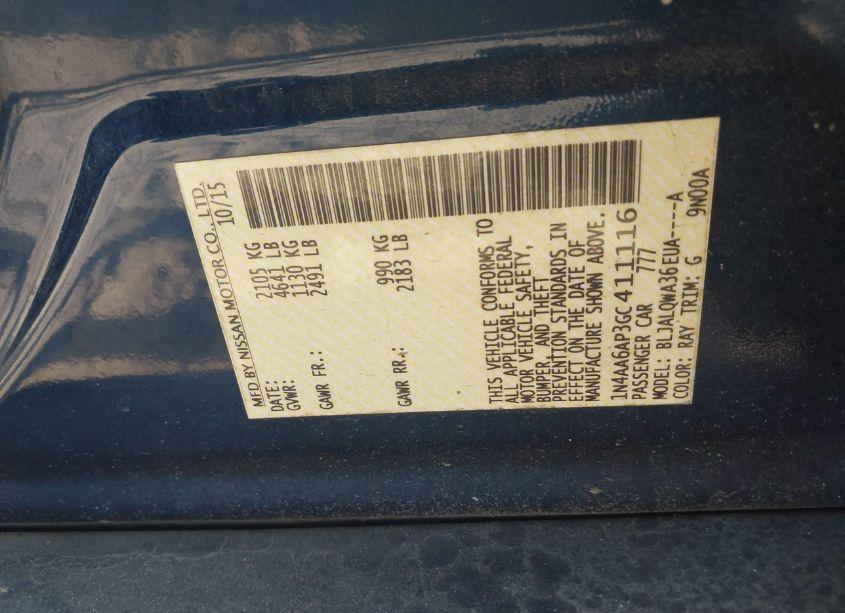 MFD BY NISSAN MOTOR CO., LTD.
DATE: 10/15
GVWR: 2105 KG
4641 LB
GAWR FR.: 1130 KG
2491 LB
GAWR RR.: 990 KG
2183 LB
THIS VEHICLE CONFORMS TO
ALL APPLICABLE FEDERAL
MOTOR VEHICLE SAFETY,
BUMPER, AND THEFT
PREVENTION STANDARDS IN
EFFECT ON THE DATE OF
MANUFACTURE SHOWN ABOVE.
1N4AA6AP3GC411116
PASSENGER CAR 777
MODEL: BLJALQWA36EUA----A
COLOR: RAY TRIM: G 9N00A